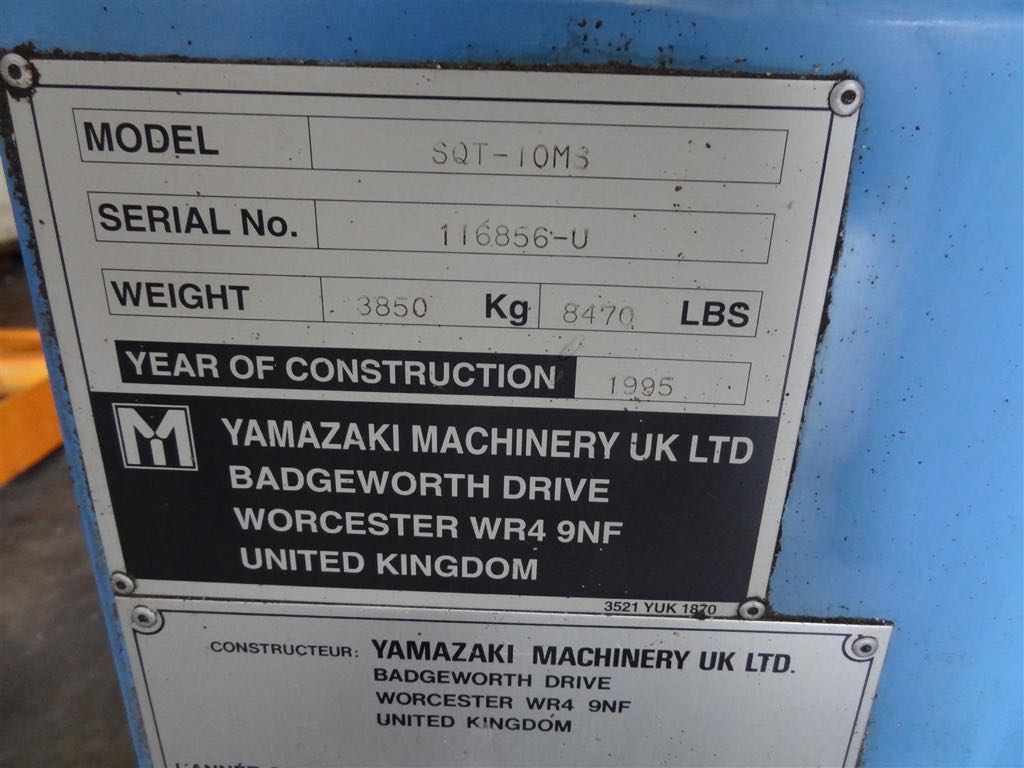 MODEL SQT-10MS
SERIAL No. 116856-U
WEIGHT 3850 Kg 8470 LBS
YEAR OF CONSTRUCTION 1995
M YAMAZAKI MACHINERY UK LTD
BADGEWORTH DRIVE
WORCESTER WR4 9NF
UNITED KINGDOM
3521 YUK 1870
CONSTRUCTEUR: YAMAZAKI MACHINERY UK LTD.
BADGEWORTH DRIVE
WORCESTER WR4 9NF
UNITED KINGDOM